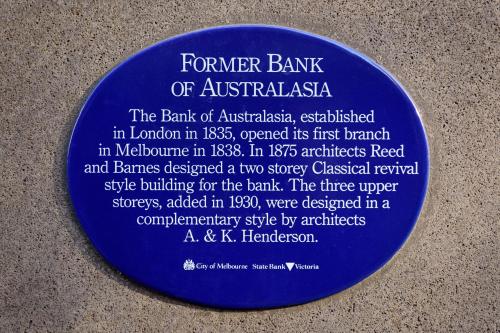 FORMER BANK
OF AUSTRALASIA
The Bank of Australasia, established
in London in 1835, opened its first branch
in Melbourne in 1838. In 1875 architects Reed
and Barnes designed a two storey Classical revival
style building for the bank. The three upper
storeys, added in 1930, were designed in a
complementary style by architects
A. & K. Henderson.
City of Melbourne State Bank Victoria